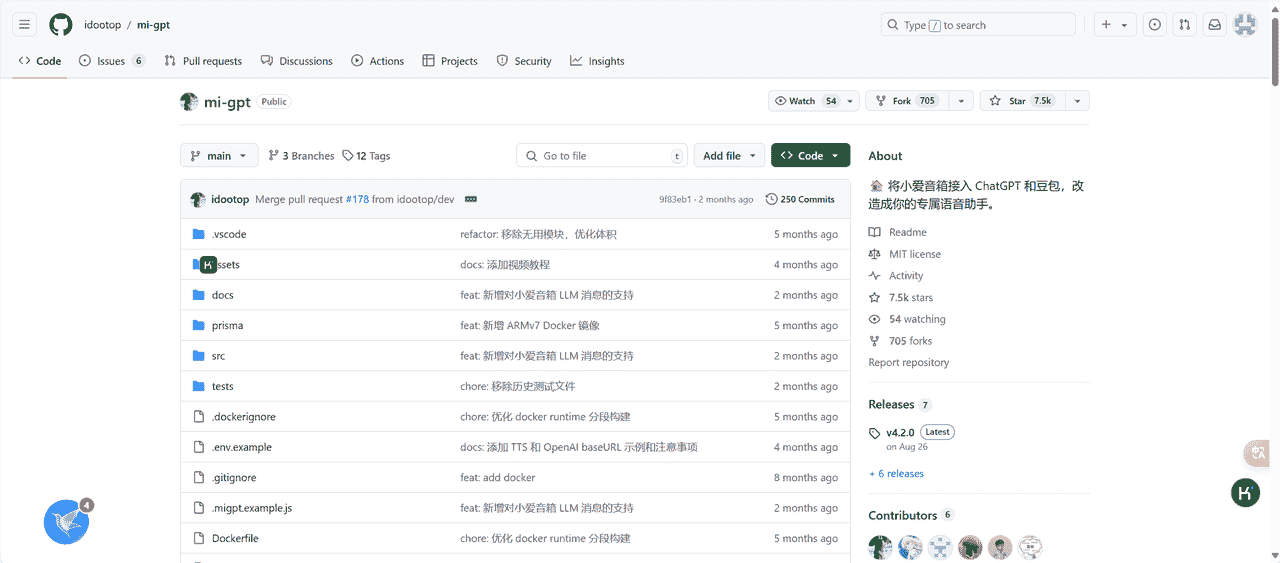 idootop / mi-gpt
Type / to search
Code Issues 6 Pull requests Discussions Actions Projects Security Insights
mi-gpt Public
Watch 54 Fork 705 Star 7.5k
main 3 Branches 12 Tags Go to file t Add file Code
idootop Merge pull request #178 from idootop/dev 9f83eb1 · 2 months ago 250 Commits
.vscode refactor: 移除无用模块，优化体积 5 months ago
ssets docs: 添加视频教程 4 months ago
docs feat: 新增对小爱音箱 LLM 消息的支持 2 months ago
prisma feat: 新增 ARMv7 Docker 镜像 5 months ago
src feat: 新增对小爱音箱 LLM 消息的支持 2 months ago
tests chore: 移除历史测试文件 2 months ago
.dockerignore chore: 优化 docker runtime 分段构建 5 months ago
.env.example docs: 添加 TTS 和 OpenAI baseURL 示例和注意事项 4 months ago
.gitignore feat: add docker 8 months ago
.migpt.example.js feat: 新增对小爱音箱 LLM 消息的支持 2 months ago
Dockerfile chore: 优化 docker runtime 分段构建 5 months ago
About
🏠 将小爱音箱接入 ChatGPT 和豆包，改
造成你的专属语音助手。
Readme
MIT license
Activity
7.5k stars
54 watching
705 forks
Report repository
Releases 7
v4.2.0 Latest
on Aug 26
+ 6 releases
Contributors 6
4
K
K